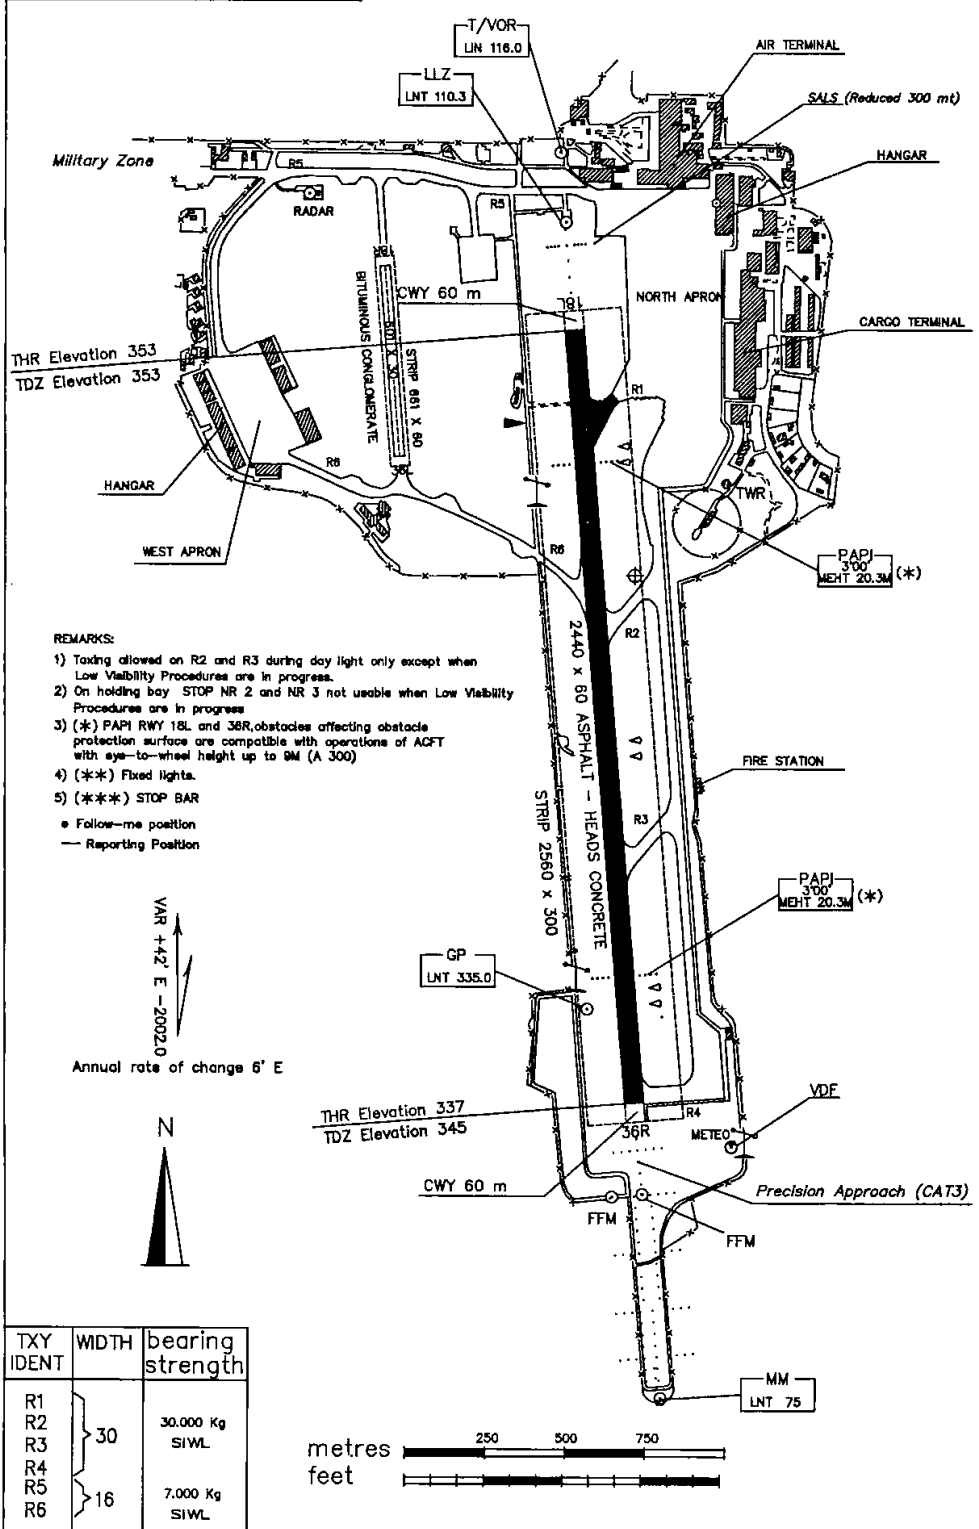 T/VOR
LIN 116.0
LLZ
LNT 110.3
AIR TERMINAL
SALS (Reduced 300 mt)
Military Zone
R5
HANGAR
RADAR
R5
CWY 60 m
18L
NORTH APRON
BITUMINOUS CONGLOMERATE
601 X 30
STRIP 661 X 60
CARGO TERMINAL
THR Elevation 353
TDZ Elevation 353
R1
R6
HANGAR
TWR
WEST APRON
R6
PAPI
3'00'
MEHT 20.3M
(*)
REMARKS:
1) Taxing allowed on R2 and R3 during day light only except when
Low Visibility Procedures are in progress.
2) On holding bay STOP NR 2 and NR 3 not usable when Low Visibility
Procedures are in progress
3) (*) PAPI RWY 18L and 36R,obstacles affecting obstacle
protection surface are compatible with operations of ACFT
with eye-to-wheel height up to 9M (A 300)
4) (**) Fixed lights.
5) (***) STOP BAR
• Follow-me position
— Reporting Position
R2
2440 x 60 ASPHALT - HEADS CONCRETE
STRIP 2560 x 300
FIRE STATION
R3
PAPI
3'00'
MEHT 20.3M
(*)
VAR +42' E -2002.0
Annual rate of change 6' E
GP
LNT 335.0
N
THR Elevation 337
TDZ Elevation 345
36R
R4
VDF
METEO
CWY 60 m
Precision Approach (CAT3)
FFM
FFM
MM
LNT 75
TXY IDENT
WIDTH
bearing strength
R1
R2
R3
R4
30
30.000 Kg
SIWL
R5
R6
16
7.000 Kg
SIWL
metres
250
500
750
feet